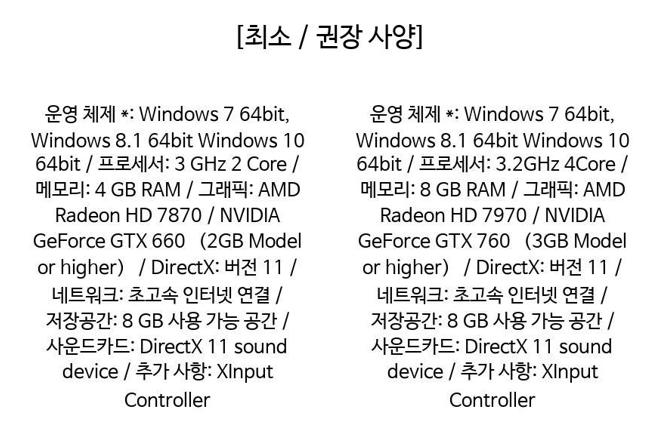 [최소 / 권장 사양]
운영 체제 *: Windows 7 64bit,
Windows 8.1 64bit Windows 10
64bit / 프로세서: 3 GHz 2 Core /
메모리: 4 GB RAM / 그래픽: AMD
Radeon HD 7870 / NVIDIA
GeForce GTX 660 (2GB Model
or higher) / DirectX: 버전 11 /
네트워크: 초고속 인터넷 연결 /
저장공간: 8 GB 사용 가능 공간 /
사운드카드: DirectX 11 sound
device / 추가 사항: XInput
Controller
운영 체제 *: Windows 7 64bit,
Windows 8.1 64bit Windows 10
64bit / 프로세서: 3.2GHz 4Core /
메모리: 8 GB RAM / 그래픽: AMD
Radeon HD 7970 / NVIDIA
GeForce GTX 760 (3GB Model
or higher) / DirectX: 버전 11 /
네트워크: 초고속 인터넷 연결 /
저장공간: 8 GB 사용 가능 공간 /
사운드카드: DirectX 11 sound
device / 추가 사항: XInput
Controller